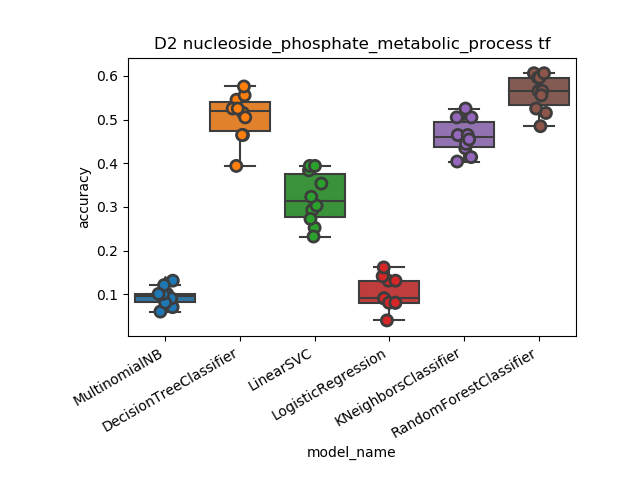 D2 nucleoside_phosphate_metabolic_process tf
accuracy
0.6
0.5
0.4
0.3
0.2
0.1
MultinomialNB
DecisionTreeClassifier
LinearSVC
LogisticRegression
KNeighborsClassifier
RandomForestClassifier
model_name